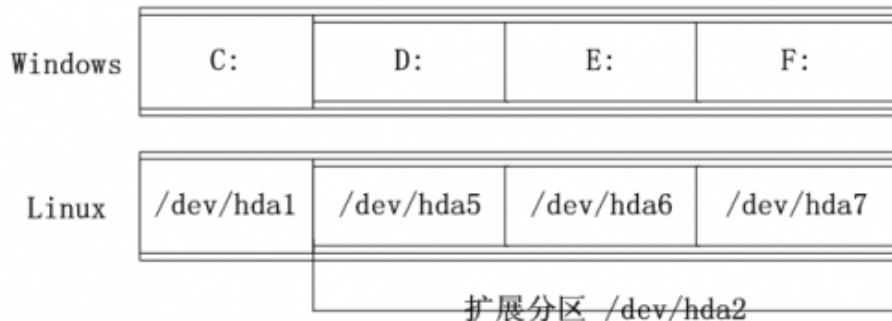 Windows C: D: E: F:
Linux /dev/hda1 /dev/hda5 /dev/hda6 /dev/hda7
扩展分区 /dev/hda2